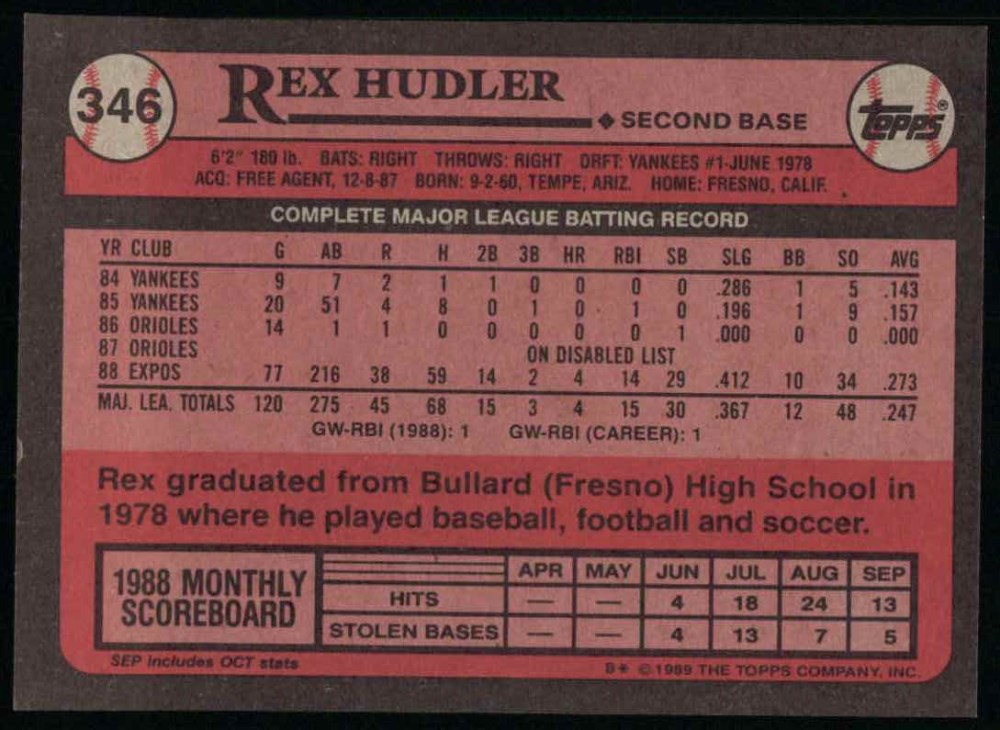 346
REX HUDLER
◆ SECOND BASE
Topps®
6'2" 180 lb. BATS: RIGHT THROWS: RIGHT DRFT: YANKEES #1-JUNE 1978
ACQ: FREE AGENT, 12-8-87 BORN: 9-2-60, TEMPE, ARIZ. HOME: FRESNO, CALIF.
COMPLETE MAJOR LEAGUE BATTING RECORD
YR CLUB G AB R H 2B 3B HR RBI SB SLG BB SO AVG
84 YANKEES 9 7 2 1 1 0 0 0 0 .286 1 5 .143
85 YANKEES 20 51 4 8 0 1 0 1 0 .196 1 9 .157
86 ORIOLES 14 1 1 0 0 0 0 0 1 .000 0 0 .000
87 ORIOLES ON DISABLED LIST
88 EXPOS 77 216 38 59 14 2 4 14 29 .412 10 34 .273
MAJ. LEA. TOTALS 120 275 45 68 15 3 4 15 30 .367 12 48 .247
GW-RBI (1988): 1 GW-RBI (CAREER): 1
Rex graduated from Bullard (Fresno) High School in
1978 where he played baseball, football and soccer.
1988 MONTHLY
SCOREBOARD
APR MAY JUN JUL AUG SEP
HITS — — 4 18 24 13
STOLEN BASES — — 4 13 7 5
SEP includes OCT stats
B* ©1989 THE TOPPS COMPANY, INC.